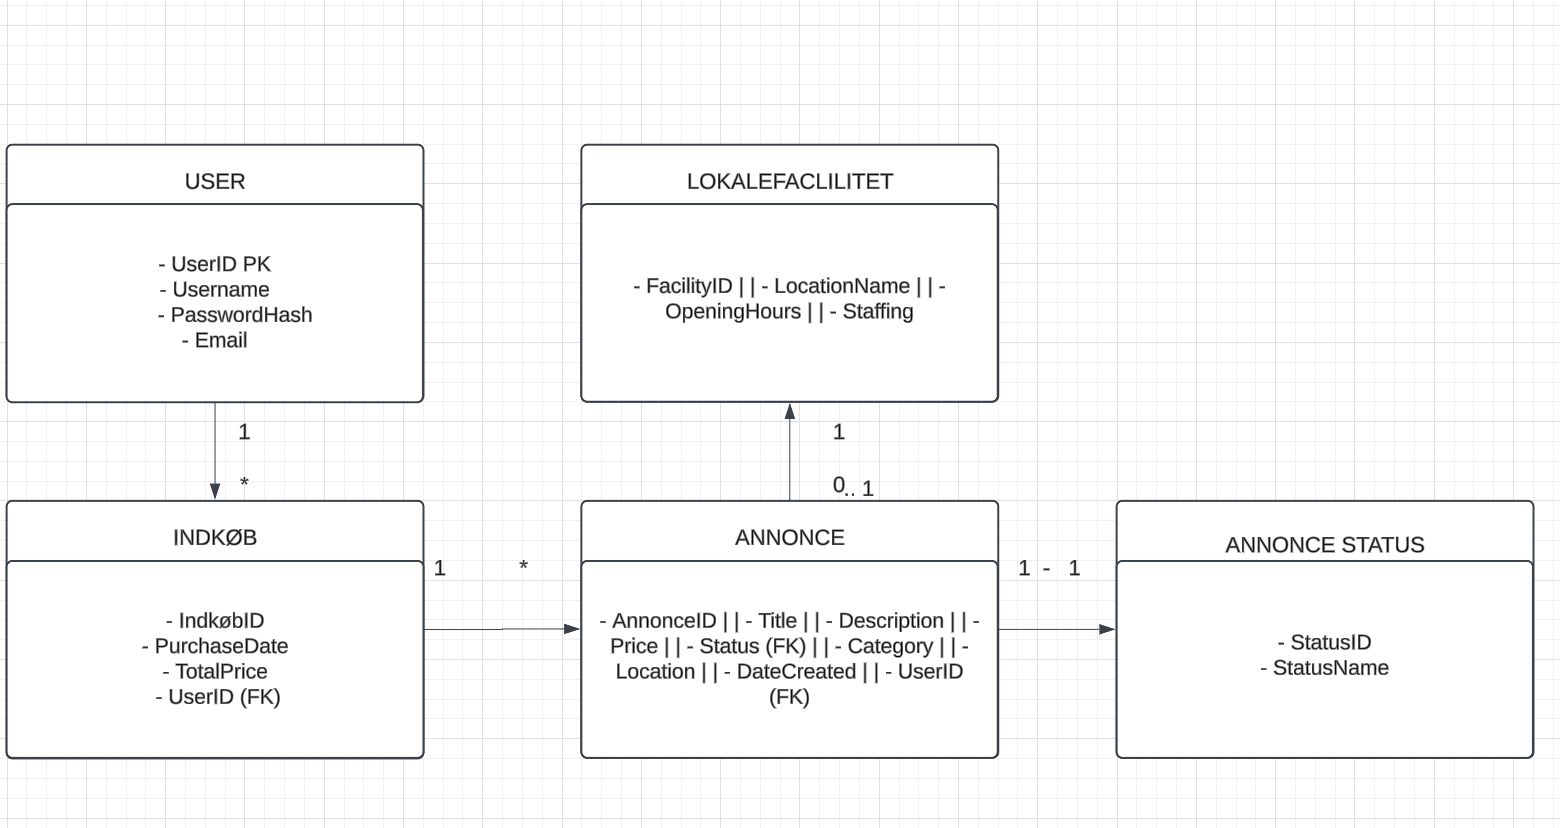 USER
- UserID PK
- Username
- PasswordHash
- Email
LOKALEFACLILITET
- FacilityID | | - LocationName | | -
OpeningHours | | - Staffing
1
*
1
0.. 1
INDKØB
- IndkøbID
- PurchaseDate
- TotalPrice
- UserID (FK)
1 *
ANNONCE
- AnnonceID | | - Title | | - Description | | -
Price | | - Status (FK) | | - Category | | -
Location | | - DateCreated | | - UserID
(FK)
1 - 1
ANNONCE STATUS
- StatusID
- StatusName